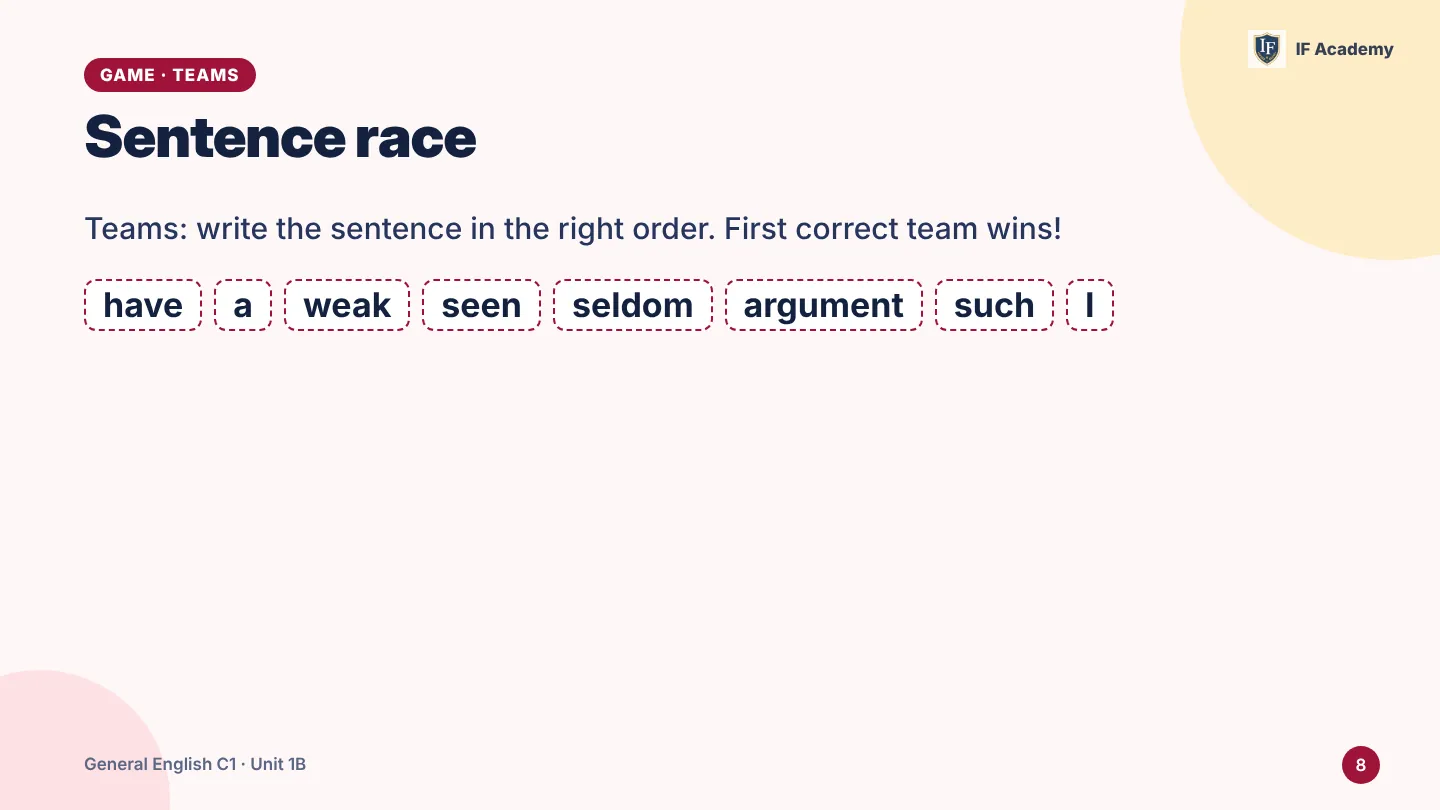 IF IF Academy
GAME · TEAMS
Sentence race
Teams: write the sentence in the right order. First correct team wins!
have a weak seen seldom argument such I
General English C1 · Unit 1B
8